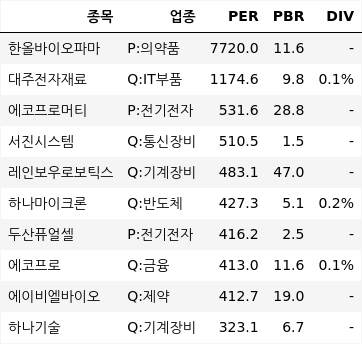 종목 업종 PER PBR DIV
한올바이오파마 P:의약품 7720.0 11.6 -
대주전자재료 Q:IT부품 1174.6 9.8 0.1%
에코프로머티 P:전기전자 531.6 28.8 -
서진시스템 Q:통신장비 510.5 1.5 -
레인보우로보틱스 Q:기계장비 483.1 47.0 -
하나마이크론 Q:반도체 427.3 5.1 0.2%
두산퓨얼셀 P:전기전자 416.2 2.5 -
에코프로 Q:금융 413.0 11.6 0.1%
에이비엘바이오 Q:제약 412.7 19.0 -
하나기술 Q:기계장비 323.1 6.7 -